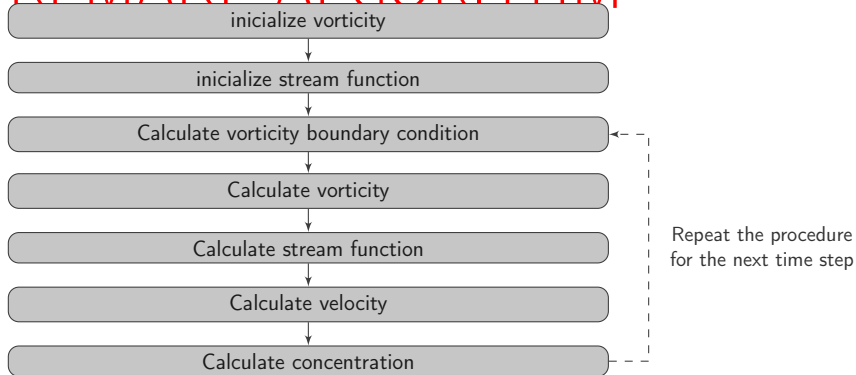 inicialize vorticity
inicialize stream function
Calculate vorticity boundary condition
Calculate vorticity
Calculate stream function
Calculate velocity
Calculate concentration
Repeat the procedure
for the next time step